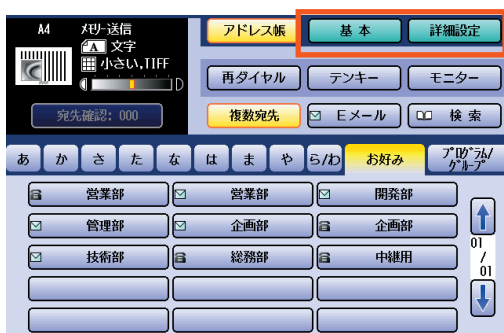 A4 メモリー送信
A 文字
小さい,TIFF
D
宛先確認: 000
アドレス帳 基本 詳細設定
再ダイヤル テンキー モニター
複数宛先 Eメール 検索
あ か さ た な は ま や ら/わ お好み プログラム/グループ
営業部 営業部 開発部
管理部 企画部 企画部
技術部 総務部 中継用
01
/
01